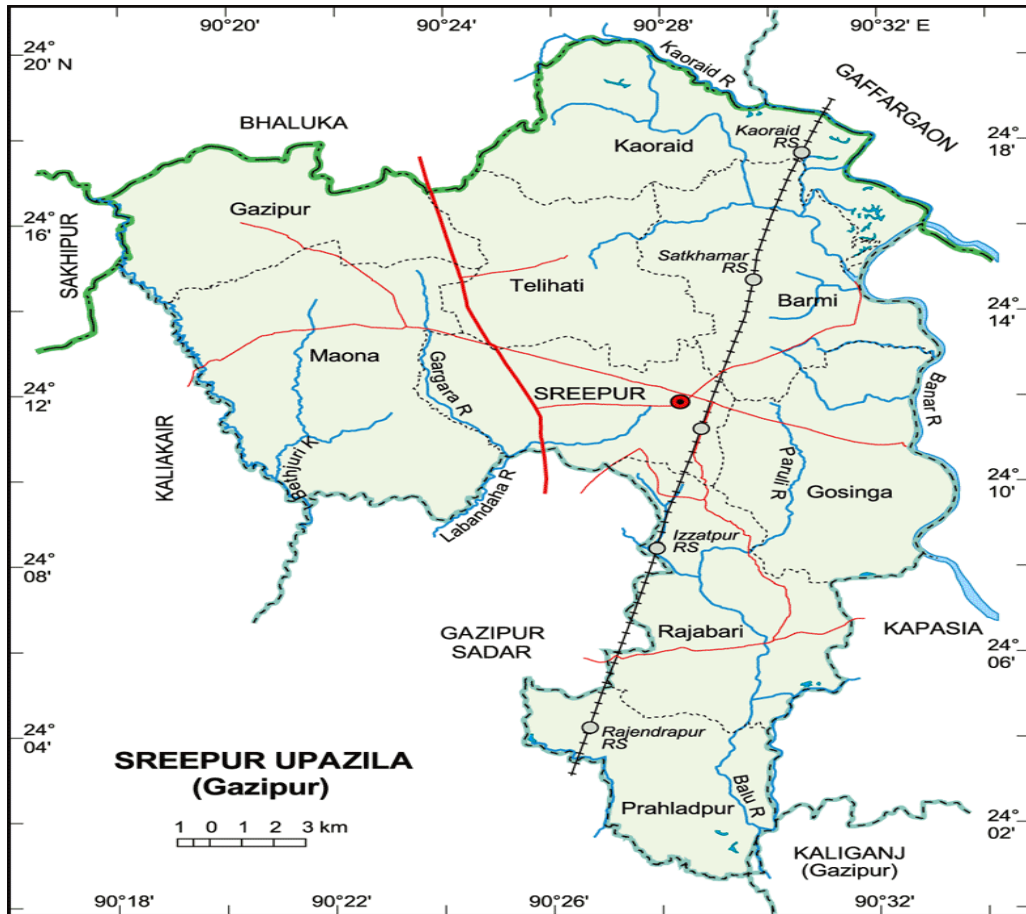 90° 20'
90° 24'
90° 28'
90° 32' E
24°
20' N
Kaoraid R
GAFFARGAON
BHALUKA
Kaoraid
Kaoraid
RS
24°
18'
Gazipur
24°
16'
SAKHIPUR
Satkhamar
RS
Telihati
Barmi
24°
14'
Maona
Gargara R
SREEPUR
Banar R
24°
12'
KALIAKAIR
Bethjuri K
Labandaha R
Paruli R
Gosinga
24°
10'
Izzatpur
RS
24°
08'
GAZIPUR
SADAR
Rajabari
KAPASIA
24°
06'
24°
04'
Rajendrapur
RS
SREEPUR UPAZILA
(Gazipur)
Prahladpur
Balu R
1 0 1 2 3 km
24°
02'
KALIGANJ
(Gazipur)
90° 18'
90° 22'
90° 26'
90° 32'